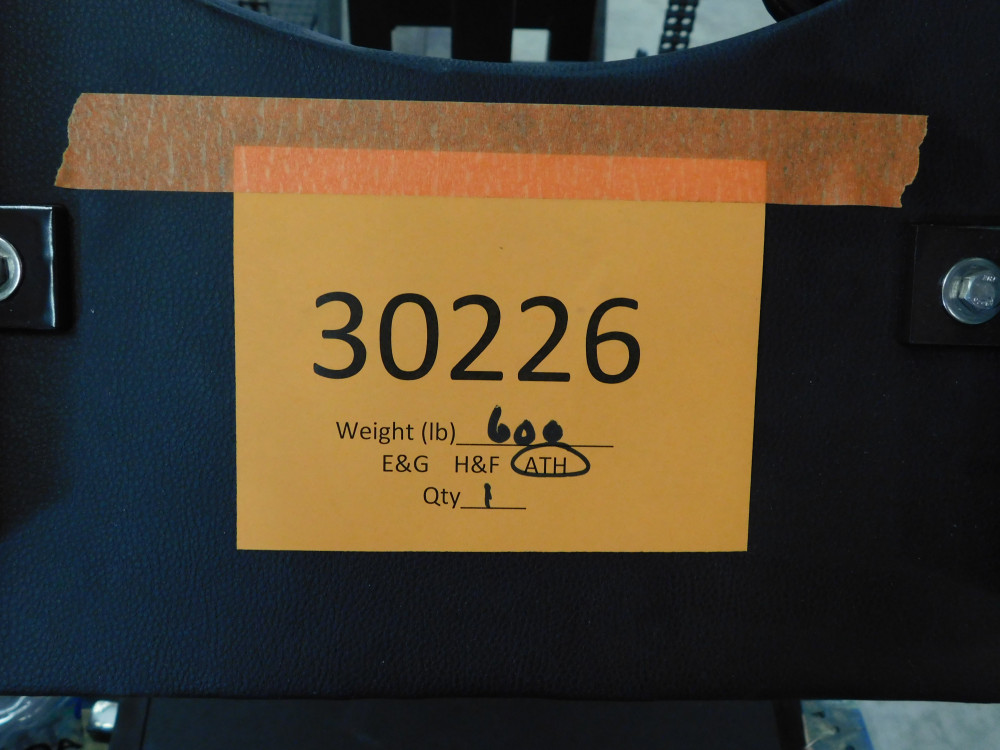 30226
Weight (lb) 600
E&G H&F ATH
Qty 1